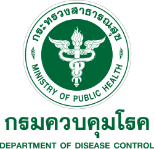 กระทรวงสาธารณสุข
MINISTRY OF PUBLIC HEALTH
กรมควบคุมโรค
DEPARTMENT OF DISEASE CONTROL